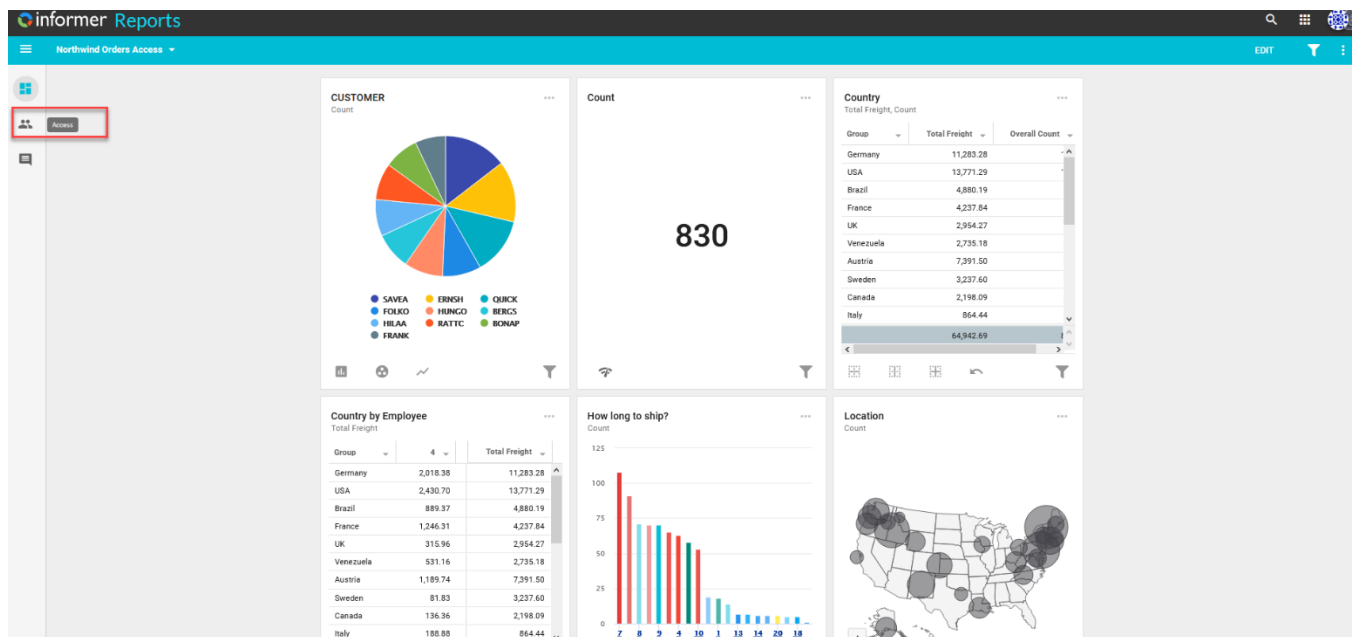 informer Reports
Northwind Orders Access
EDIT
Access
CUSTOMER
Count
SAVEA ERNSH QUICK
FOLKO HUNGO BERGS
HILAA RATTC BONAP
FRANK
Count
830
Country
Total Freight, Count
Group Total Freight Overall Count
Germany 11,283.28
USA 13,771.29
Brazil 4,880.19
France 4,237.84
UK 2,954.27
Venezuela 2,735.18
Austria 7,391.50
Sweden 3,237.60
Canada 2,198.09
Italy 864.44
64,942.69
Country by Employee
Total Freight
Group 4 Total Freight
Germany 2,018.38 11,283.28
USA 2,430.70 13,771.29
Brazil 889.37 4,880.19
France 1,246.31 4,237.84
UK 315.96 2,954.27
Venezuela 531.16 2,735.18
Austria 1,189.74 7,391.50
Sweden 81.83 3,237.60
Canada 136.36 2,198.09
Italy 188.88 864.44
How long to ship?
Count
125
100
75
50
25
0
7 8 9 4 10 1 13 14 20 18
Location
Count